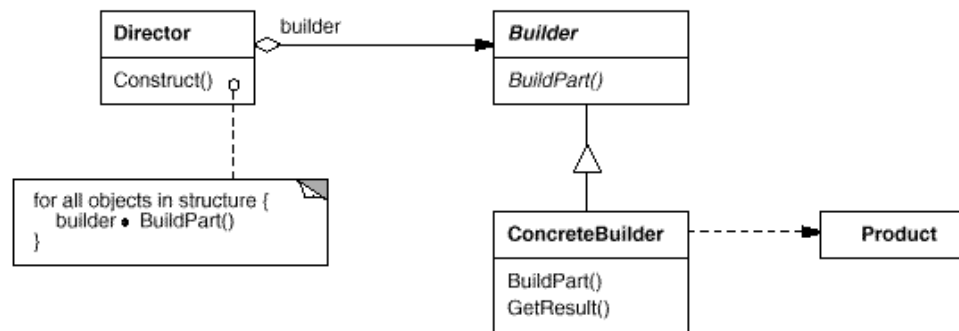 Director
builder
Builder
Construct()
BuildPart()
for all objects in structure {
builder • BuildPart()
}
ConcreteBuilder
Product
BuildPart()
GetResult()